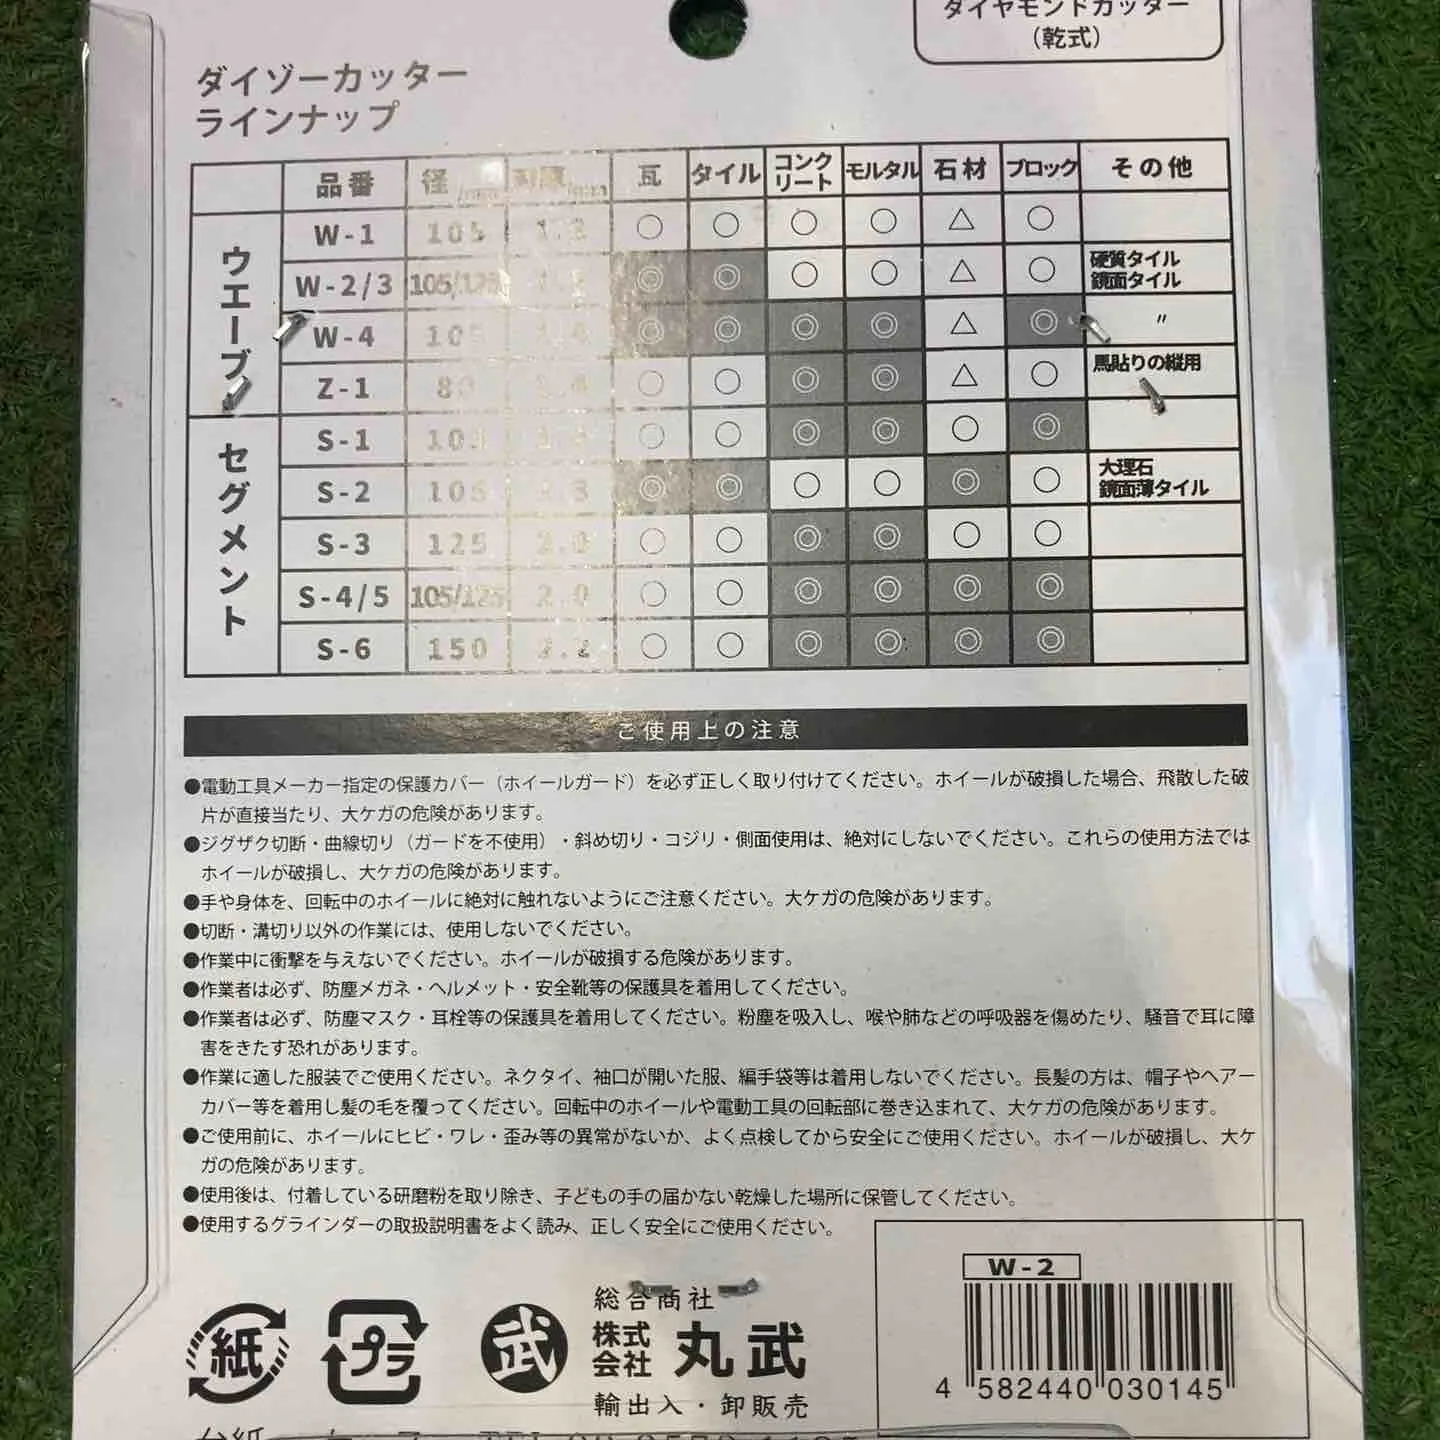 ダイヤモンドカッター
（乾式）
ダイゾーカッター
ラインナップ
品番 径/mm 瓦 タイル コンクリート モルタル 石材 ブロック その他
ウエーブ
W-1 105 ○ ○ ○ ○ △ ○
W-2/3 105/125 ◎ ◎ ○ ○ △ ○ 硬質タイル 鏡面タイル
W-4 105 ◎ ◎ ◎ ◎ △ ◎ 〃
Z-1 80 ○ ○ ◎ ◎ △ ○ 馬貼りの縦用
セグメント
S-1 105 ○ ○ ◎ ◎ ○ ◎
S-2 105 ◎ ◎ ○ ○ ◎ ○ 大理石 鏡面薄タイル
S-3 125 2.0 ○ ○ ◎ ◎ ○ ○
S-4/5 105/125 2.0 ○ ○ ◎ ◎ ◎ ◎
S-6 150 2.2 ○ ○ ◎ ◎ ◎ ◎
ご使用上の注意
●電動工具メーカー指定の保護カバー（ホイールガード）を必ず正しく取り付けてください。ホイールが破損した場合、飛散した破
片が直接当たり、大ケガの危険があります。
●ジグザク切断・曲線切り（ガードを不使用）・斜め切り・コジリ・側面使用は、絶対にしないでください。これらの使用方法では
ホイールが破損し、大ケガの危険があります。
●手や身体を、回転中のホイールに絶対に触れないようにご注意ください。大ケガの危険があります。
●切断・溝切り以外の作業には、使用しないでください。
●作業中に衝撃を与えないでください。ホイールが破損する危険があります。
●作業者は必ず、防塵メガネ・ヘルメット・安全靴等の保護具を着用してください。
●作業者は必ず、防塵マスク・耳栓等の保護具を着用してください。粉塵を吸入し、喉や肺などの呼吸器を傷めたり、騒音で耳に障
害をきたす恐れがあります。
●作業に適した服装でご使用ください。ネクタイ、袖口が開いた服、編手袋等は着用しないでください。長髪の方は、帽子やヘアー
カバー等を着用し髪の毛を覆ってください。回転中のホイールや電動工具の回転部に巻き込まれて、大ケガの危険があります。
●ご使用前に、ホイールにヒビ・ワレ・歪み等の異常がないか、よく点検してから安全にご使用ください。ホイールが破損し、大ケ
ガの危険があります。
●使用後は、付着している研磨粉を取り除き、子どもの手の届かない乾燥した場所に保管してください。
●使用するグラインダーの取扱説明書をよく読み、正しく安全にご使用ください。
紙
プラ
武
総合商社
株式会社 丸武
輸出入・卸販売
W-2
4 582440 030145